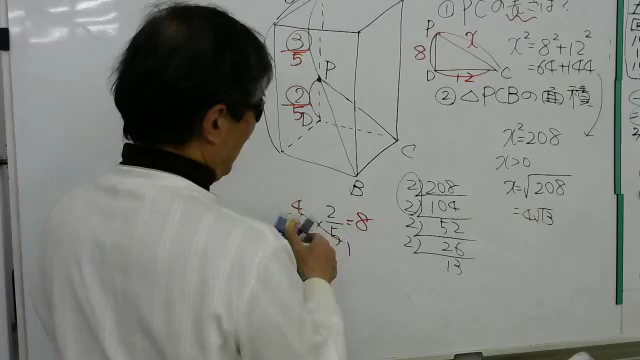 ① PCの長さは?
③
5
P
②
5
D
C
B
P
x
8
D
12
C
x²=8²+12²
=64+144
② △PCBの面積
x²=208
x>0
x=√208
=4√13
2)208
2)104
2)52
2)26
13
4
×2/5=8
1